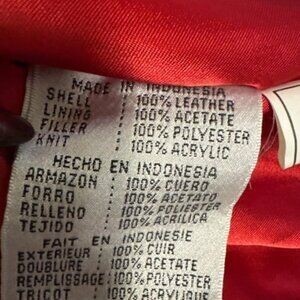 MADE IN INDONESIA
SHELL : 100% LEATHER
LINING : 100% ACETATE
FILLER : 100% POLYESTER
KNIT : 100% ACRYLIC
HECHO EN INDONESIA
ARMAZON : 100% CUERO
FORRO : 100% ACETATO
RELLENO : 100% POLIESTER
TEJIDO : 100% ACRILICA
FAIT EN INDONESIE
EXTERIEUR : 100% CUIR
DOUBLURE : 100% ACETATE
REMPLISSAGE : 100% POLYESTER
TRICOT : 100% ACRYLIQUE